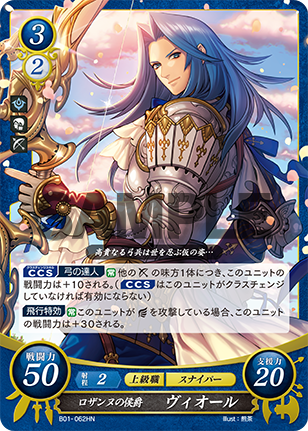 3
2
SAMPLE
高貴なる弓兵は世を忍ぶ仮の姿…
CCS 弓の達人 常 他の の味方1体につき、このユニットの
戦闘力は+10される。(CCSはこのユニットがクラスチェンジ
していなければ有効にならない)
飛行特効 常 このユニットが を攻撃している場合、このユニット
の戦闘力は+30される。
戦闘力 50
射程 2 上級職 スナイパー
支援力 20
ロザンヌの侯爵 ヴィオール
B01-062HN
Illust:煎茶